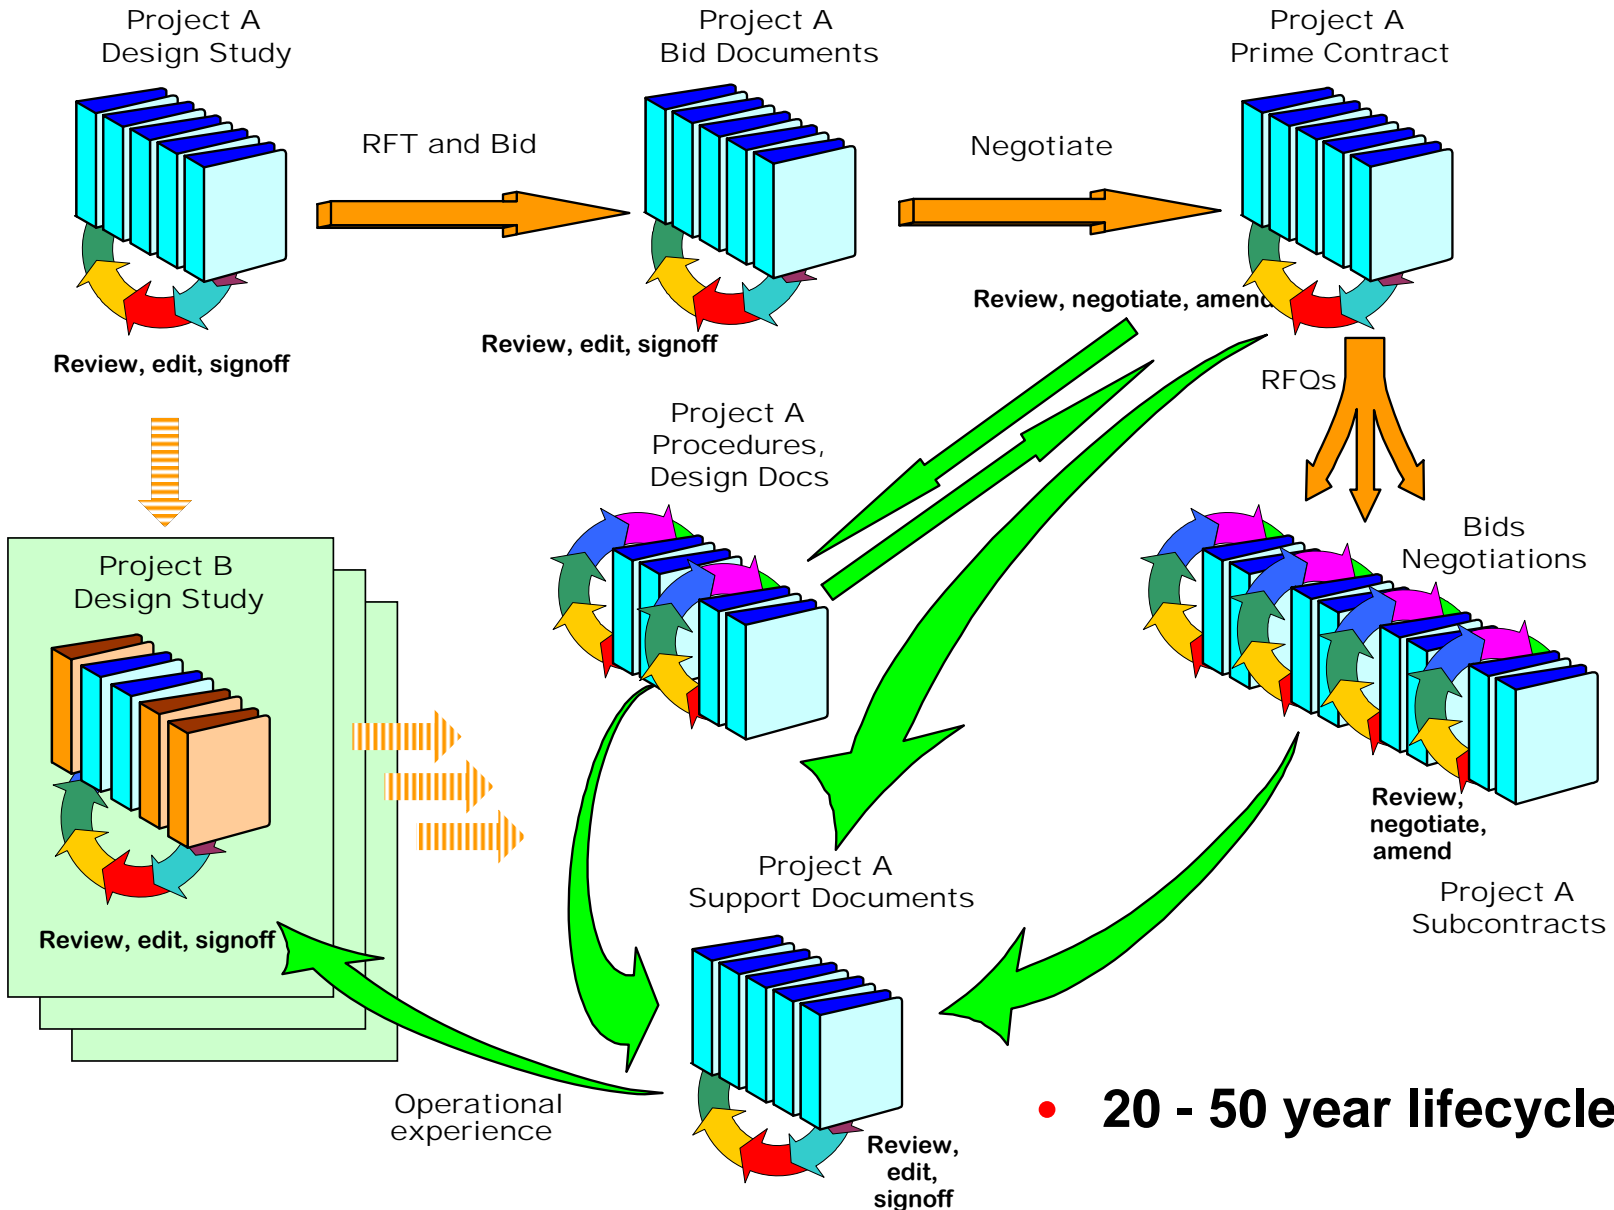 Project A
Design Study
Project A
Bid Documents
Project A
Prime Contract
RFT and Bid
Negotiate
Review, edit, signoff
Review, edit, signoff
Review, negotiate, amend
RFQs
Project A
Procedures,
Design Docs
Bids
Negotiations
Project B
Design Study
Review, edit, signoff
Review,
negotiate,
amend
Project A
Subcontracts
Project A
Support Documents
Operational
experience
Review,
edit,
signoff
• 20 - 50 year lifecycle